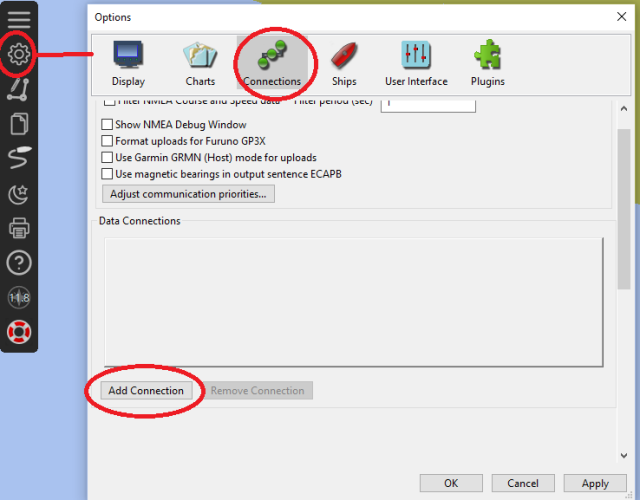 Options
Display
Charts
Connections
Ships
User Interface
Plugins
Filter NMEA Course and Speed data Filter period (sec) 1
Show NMEA Debug Window
Format uploads for Furuno GP3X
Use Garmin GRMN (Host) mode for uploads
Use magnetic bearings in output sentence ECAPB
Adjust communication priorities...
Data Connections
Add Connection Remove Connection
OK Cancel Apply